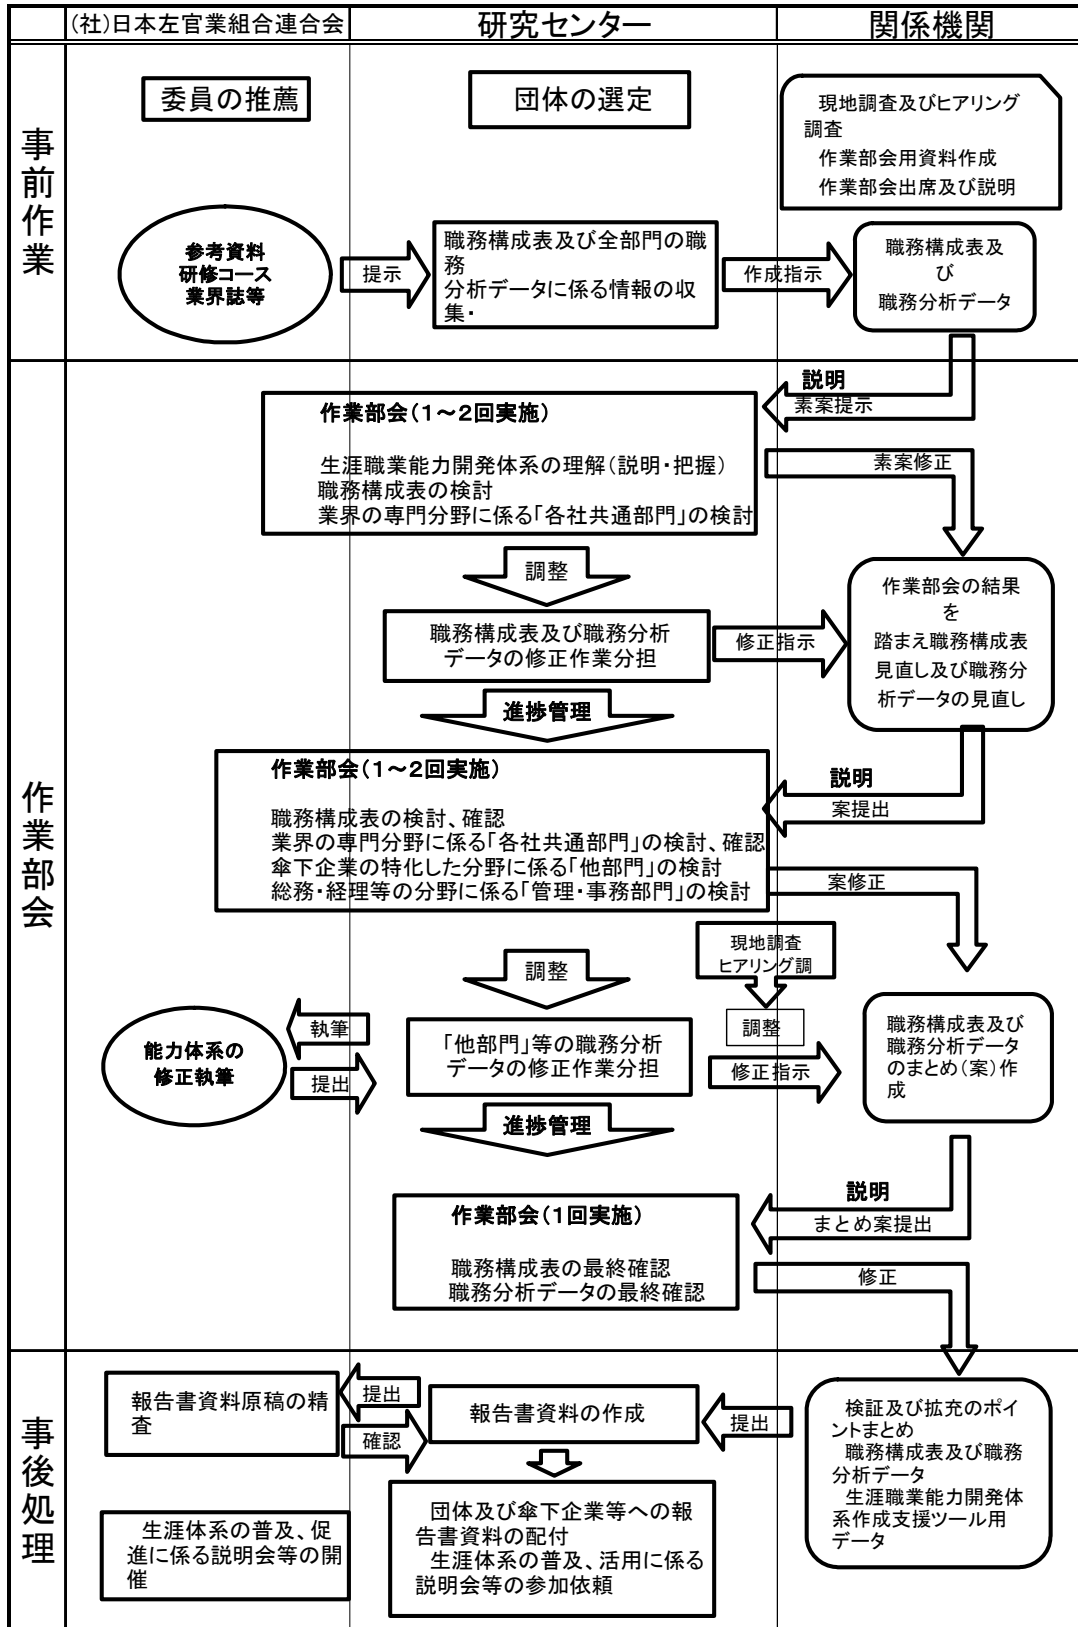 (社)日本左官業組合連合会
研究センター
関係機関
事前作業
委員の推薦
団体の選定
現地調査及びヒアリング
調査
作業部会用資料作成
作業部会出席及び説明
参考資料
研修コース
業界誌等
提示
職務構成表及び全部門の職
務
分析データに係る情報の収
集・
作成指示
職務構成表及
び
職務分析データ
作業部会
説明
素案提示
作業部会(1～2回実施)
生涯職業能力開発体系の理解(説明・把握)
職務構成表の検討
業界の専門分野に係る「各社共通部門」の検討
素案修正
調整
職務構成表及び職務分析
データの修正作業分担
修正指示
作業部会の結果
を
踏まえ職務構成表
見直し及び職務分
析データの見直し
進捗管理
説明
案提出
作業部会(1～2回実施)
職務構成表の検討、確認
業界の専門分野に係る「各社共通部門」の検討、確認
傘下企業の特化した分野に係る「他部門」の検討
総務・経理等の分野に係る「管理・事務部門」の検討
案修正
調整
現地調査
ヒアリング調
調整
執筆
提出
能力体系の
修正執筆
「他部門」等の職務分析
データの修正作業分担
修正指示
職務構成表及び
職務分析データ
のまとめ(案)作
成
進捗管理
説明
まとめ案提出
作業部会(1回実施)
職務構成表の最終確認
職務分析データの最終確認
修正
事後処理
報告書資料原稿の精
査
提出
確認
報告書資料の作成
提出
検証及び拡充のポイ
ントまとめ
職務構成表及び職務
分析データ
生涯職業能力開発体
系作成支援ツール用
データ
生涯体系の普及、促
進に係る説明会等の開
催
団体及び傘下企業等への報
告書資料の配付
生涯体系の普及、活用に係る
説明会等の参加依頼